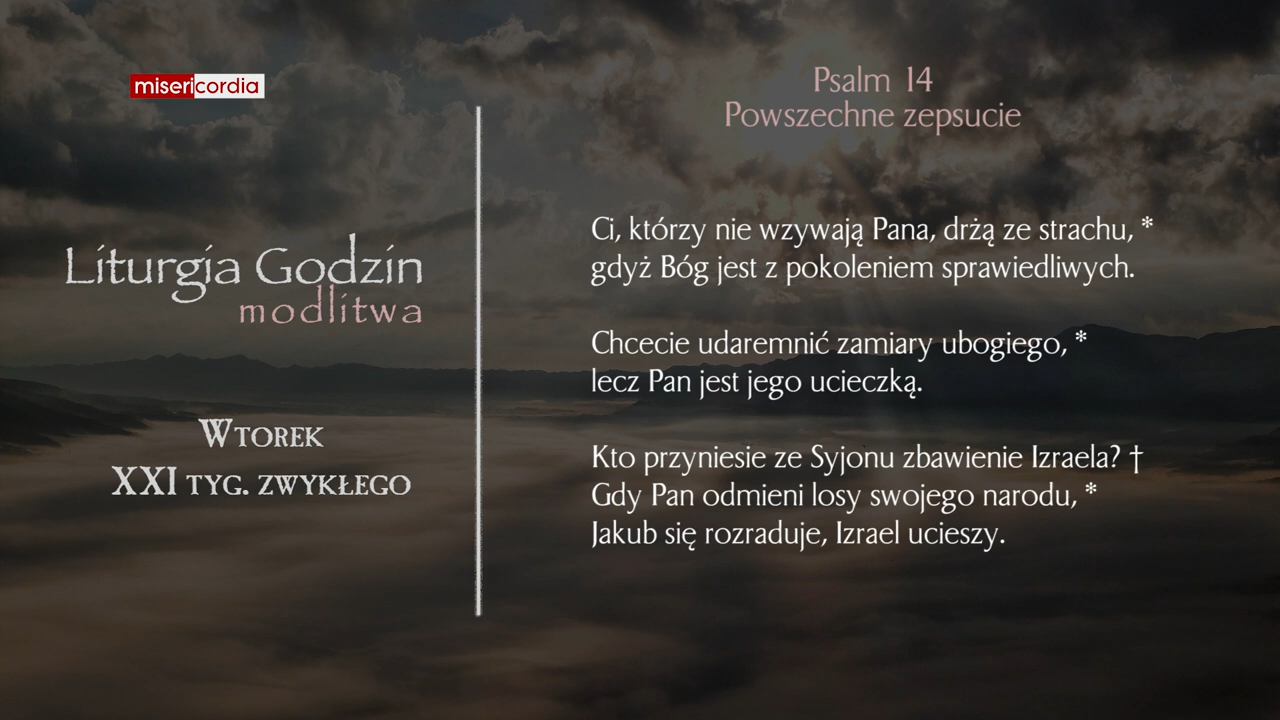 misericordia
Liturgia Godzin
modlitwa
Wtorek
XXI tyg. zwykłego
Psalm 14
Powszechne zepsucie
Ci, którzy nie wzywają Pana, drżą ze strachu, *
gdyż Bóg jest z pokoleniem sprawiedliwych.
Chcecie udaremnić zamiary ubogiego, *
lecz Pan jest jego ucieczką.
Kto przyniesie ze Syjonu zbawienie Izraela? †
Gdy Pan odmieni losy swojego narodu, *
Jakub się rozraduje, Izrael ucieszy.